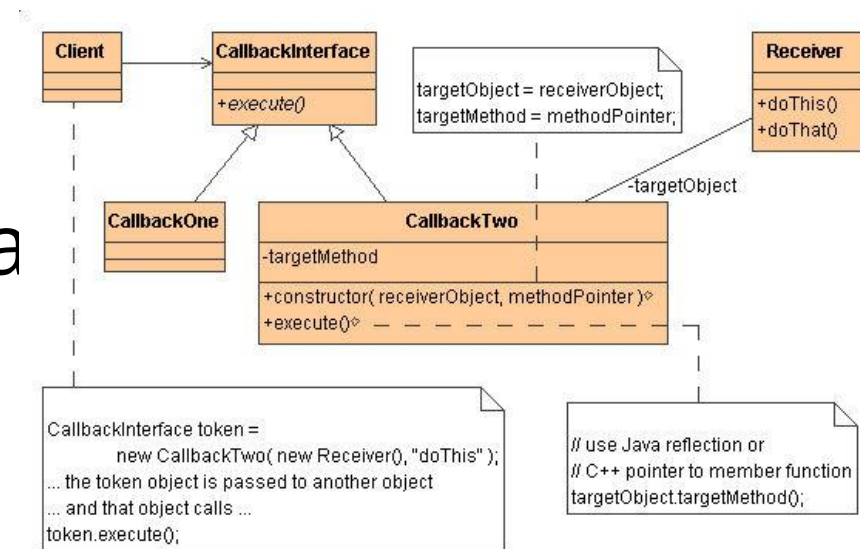 Client
CallbackInterface
+execute()
targetObject = receiverObject;
targetMethod = methodPointer;
Receiver
+doThis()
+doThat()
-targetObject
a
CallbackOne
CallbackTwo
-targetMethod
+constructor( receiverObject, methodPointer )
+execute()
CallbackInterface token =
new CallbackTwo( new Receiver(), "doThis" );
... the token object is passed to another object
... and that object calls ...
token.execute();
// use Java reflection or
// C++ pointer to member function
targetObject.targetMethod();